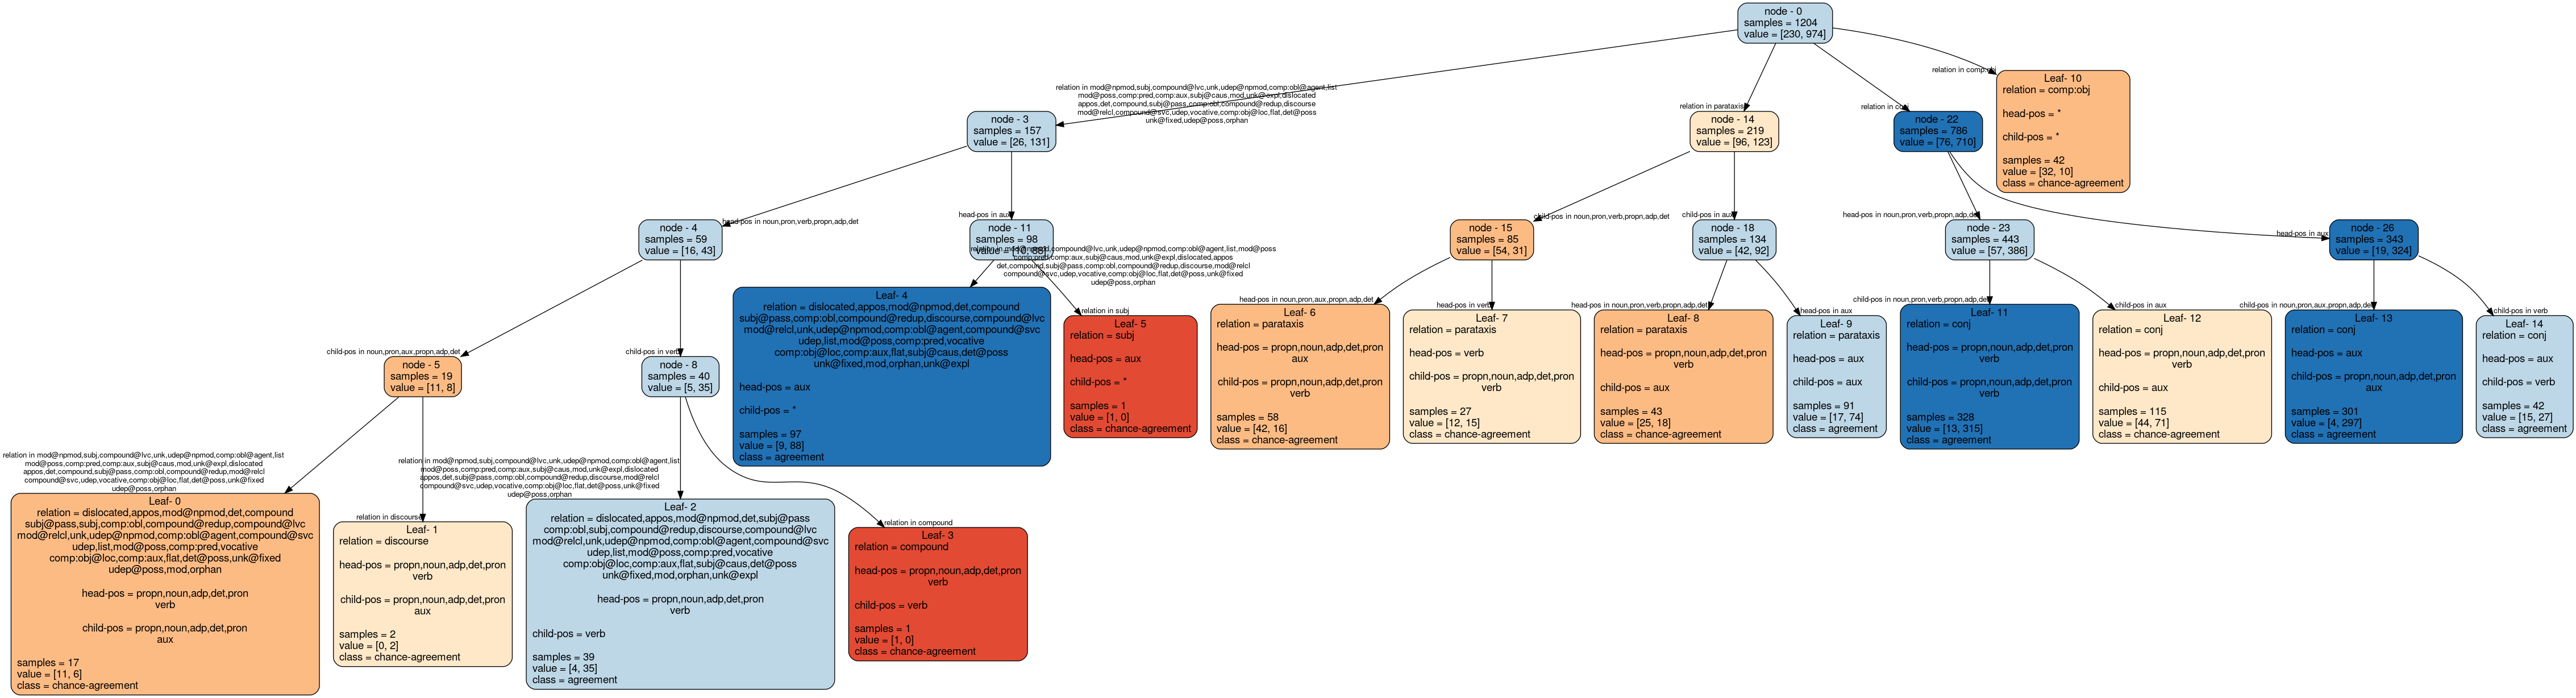 node - 0
samples = 1204
value = [230, 974]
relation in mod@npmod,subj,compound@lvc,unk,udep@npmod,comp:obl@agent,list
mod@poss,comp:pred,comp:aux,subj@caus,mod,unk@expl,dislocated
appos,det,compound,subj@pass,comp:obl,compound@redup,discourse
mod@relcl,compound@svc,udep,vocative,comp:obj@loc,flat,det@poss
unk@fixed,udep@poss,orphan
relation in parataxis
relation in conj
relation in comp:obj
node - 3
samples = 157
value = [26, 131]
node - 14
samples = 219
value = [96, 123]
node - 22
samples = 786
value = [76, 710]
Leaf- 10
relation = comp:obj
head-pos = *
child-pos = *
samples = 42
value = [32, 10]
class = chance-agreement
head-pos in noun,pron,verb,propn,adp,det
head-pos in aux
child-pos in noun,pron,verb,propn,adp,det
child-pos in aux
head-pos in noun,pron,verb,propn,adp,det
head-pos in aux
node - 4
samples = 59
value = [16, 43]
node - 11
samples = 98
value = [10, 88]
node - 15
samples = 85
value = [54, 31]
node - 18
samples = 134
value = [42, 92]
node - 23
samples = 443
value = [57, 386]
node - 26
samples = 343
value = [19, 324]
relation in mod@npmod,compound@lvc,unk,udep@npmod,comp:obl@agent,list,mod@poss
comp:pred,comp:aux,subj@caus,mod,unk@expl,dislocated,appos
det,compound,subj@pass,comp:obl,compound@redup,discourse,mod@relcl
compound@svc,udep,vocative,comp:obj@loc,flat,det@poss,unk@fixed
udep@poss,orphan
relation in subj
head-pos in noun,pron,aux,propn,adp,det
head-pos in verb
head-pos in noun,pron,verb,propn,adp,det
head-pos in aux
child-pos in noun,pron,verb,propn,adp,det
child-pos in aux
child-pos in noun,pron,aux,propn,adp,det
child-pos in verb
child-pos in noun,pron,aux,propn,adp,det
child-pos in verb
node - 5
samples = 19
value = [11, 8]
node - 8
samples = 40
value = [5, 35]
Leaf- 4
relation = dislocated,appos,mod@npmod,det,compound
subj@pass,comp:obl,compound@redup,discourse,compound@lvc
mod@relcl,unk,udep@npmod,comp:obl@agent,compound@svc
udep,list,mod@poss,comp:pred,vocative
comp:obj@loc,comp:aux,flat,subj@caus,det@poss
unk@fixed,mod,orphan,unk@expl
head-pos = aux
child-pos = *
samples = 97
value = [9, 88]
class = agreement
Leaf- 5
relation = subj
head-pos = aux
child-pos = *
samples = 1
value = [1, 0]
class = chance-agreement
Leaf- 6
relation = parataxis
head-pos = propn,noun,adp,det,pron
aux
child-pos = propn,noun,adp,det,pron
verb
samples = 58
value = [42, 16]
class = chance-agreement
Leaf- 7
relation = parataxis
head-pos = verb
child-pos = propn,noun,adp,det,pron
verb
samples = 27
value = [12, 15]
class = chance-agreement
Leaf- 8
relation = parataxis
head-pos = propn,noun,adp,det,pron
verb
child-pos = aux
samples = 43
value = [25, 18]
class = chance-agreement
Leaf- 9
relation = parataxis
head-pos = aux
child-pos = aux
samples = 91
value = [17, 74]
class = agreement
Leaf- 11
relation = conj
head-pos = propn,noun,adp,det,pron
verb
child-pos = propn,noun,adp,det,pron
verb
samples = 328
value = [13, 315]
class = agreement
Leaf- 12
relation = conj
head-pos = propn,noun,adp,det,pron
verb
child-pos = aux
samples = 115
value = [44, 71]
class = chance-agreement
Leaf- 13
relation = conj
head-pos = aux
child-pos = propn,noun,adp,det,pron
aux
samples = 301
value = [4, 297]
class = agreement
Leaf- 14
relation = conj
head-pos = aux
child-pos = verb
samples = 42
value = [15, 27]
class = agreement
relation in mod@npmod,subj,compound@lvc,unk,udep@npmod,comp:obl@agent,list
mod@poss,comp:pred,comp:aux,subj@caus,mod,unk@expl,dislocated
appos,det,compound,subj@pass,comp:obl,compound@redup,mod@relcl
compound@svc,udep,vocative,comp:obj@loc,flat,det@poss,unk@fixed
udep@poss,orphan
relation in discourse
relation in mod@npmod,subj,compound@lvc,unk,udep@npmod,comp:obl@agent,list
mod@poss,comp:pred,comp:aux,subj@caus,mod,unk@expl,dislocated
appos,det,subj@pass,comp:obl,compound@redup,discourse,mod@relcl
compound@svc,udep,vocative,comp:obj@loc,flat,det@poss,unk@fixed
udep@poss,orphan
relation in compound
Leaf- 0
relation = dislocated,appos,mod@npmod,det,compound
subj@pass,subj,comp:obl,compound@redup,compound@lvc
mod@relcl,unk,udep@npmod,comp:obl@agent,compound@svc
udep,list,mod@poss,comp:pred,vocative
comp:obj@loc,comp:aux,flat,det@poss,unk@fixed
udep@poss,mod,orphan
head-pos = propn,noun,adp,det,pron
verb
child-pos = propn,noun,adp,det,pron
aux
samples = 17
value = [11, 6]
class = chance-agreement
Leaf- 1
relation = discourse
head-pos = propn,noun,adp,det,pron
verb
child-pos = propn,noun,adp,det,pron
aux
samples = 2
value = [0, 2]
class = chance-agreement
Leaf- 2
relation = dislocated,appos,mod@npmod,det,subj@pass
comp:obl,subj,compound@redup,discourse,compound@lvc
mod@relcl,unk,udep@npmod,comp:obl@agent,compound@svc
udep,list,mod@poss,comp:pred,vocative
comp:obj@loc,comp:aux,flat,subj@caus,det@poss
unk@fixed,mod,orphan,unk@expl
head-pos = propn,noun,adp,det,pron
verb
child-pos = verb
samples = 39
value = [4, 35]
class = agreement
Leaf- 3
relation = compound
head-pos = propn,noun,adp,det,pron
verb
child-pos = verb
samples = 1
value = [1, 0]
class = chance-agreement